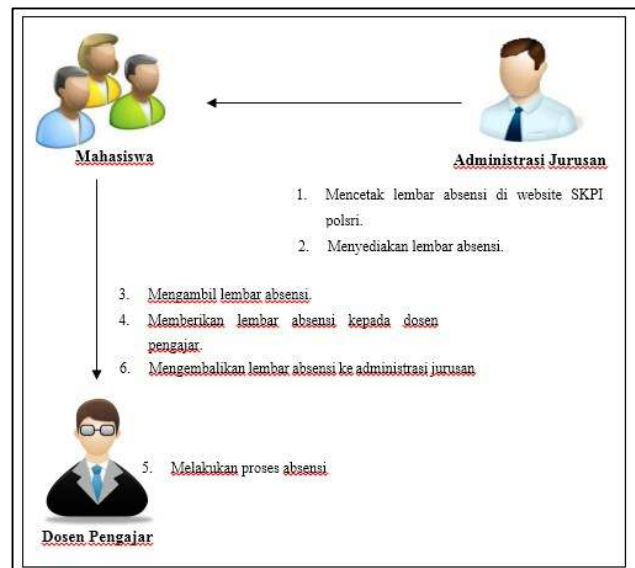 Mahasiswa
Administrasi Jurusan
1. Mencetak lembar absensi di website SKPI
polsri.
2. Menyediakan lembar absensi.
3. Mengambil lembar absensi.
4. Memberikan lembar absensi kepada dosen
pengajar.
6. Mengembalikan lembar absensi ke administrasi jurusan
5. Melakukan proses absensi
Dosen Pengajar